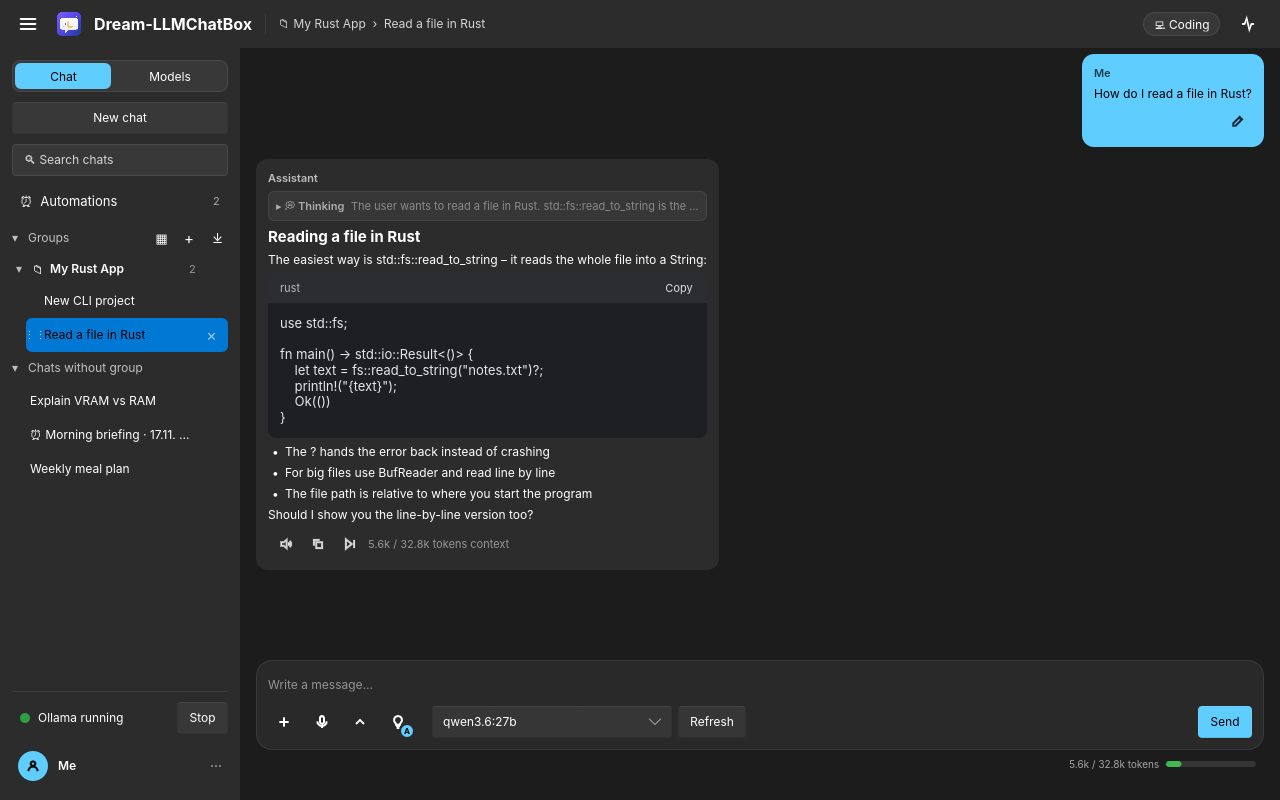 Dream-LLMChatBox
My Rust App › Read a file in Rust
Coding
Chat
Models
New chat
Search chats
Automations 2
Groups
My Rust App 2
New CLI project
Read a file in Rust
Chats without group
Explain VRAM vs RAM
Morning briefing · 17.11. ...
Weekly meal plan
Ollama running
Stop
Me
Me
How do I read a file in Rust?
Assistant
Thinking The user wants to read a file in Rust. std::fs::read_to_string is the ...
Reading a file in Rust
The easiest way is std::fs::read_to_string – it reads the whole file into a String:
rust
Copy
use std::fs;
fn main() -> std::io::Result<()> {
let text = fs::read_to_string("notes.txt")?;
println!("{text}");
Ok(())
}
• The ? hands the error back instead of crashing
• For big files use BufReader and read line by line
• The file path is relative to where you start the program
Should I show you the line-by-line version too?
5.6k / 32.8k tokens context
Write a message...
A
qwen3.6:27b
Refresh
Send
5.6k / 32.8k tokens